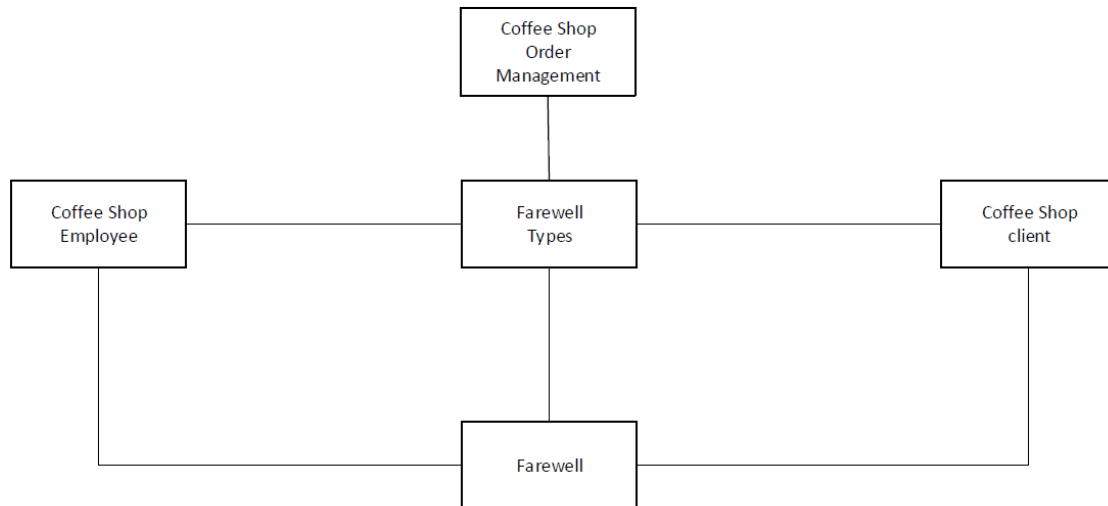 Coffee Shop
Order
Management
Coffee Shop
Employee
Farewell
Types
Coffee Shop
client
Farewell